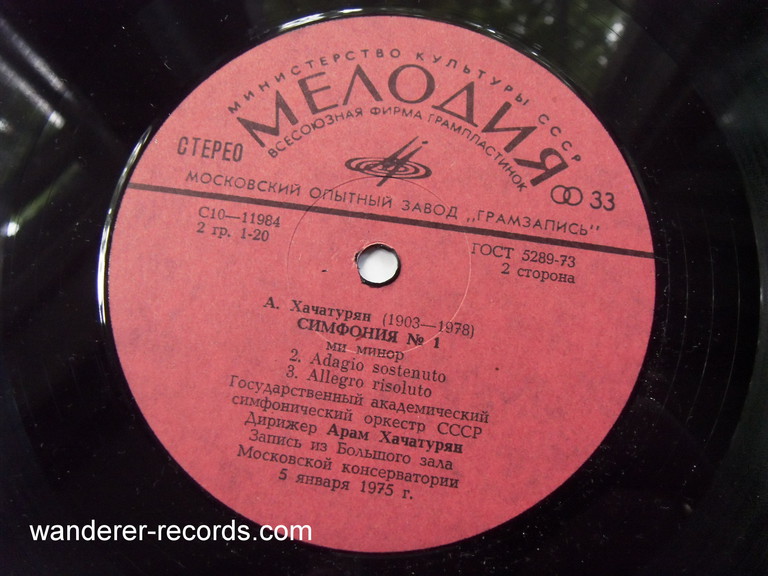 МИНИСТЕРСТВО КУЛЬТУРЫ СССР
МЕЛОДИЯ
ВСЕСОЮЗНАЯ ФИРМА ГРАМПЛАСТИНОК
СТЕРЕО
33
МОСКОВСКИЙ ОПЫТНЫЙ ЗАВОД „ГРАМЗАПИСЬ"
С10—11984
2 гр. 1-20
ГОСТ 5289-73
2 сторона
А. Хачатурян (1903—1978)
СИМФОНИЯ № 1
ми минор
2. Adagio sostenuto
3. Allegro risoluto
Государственный академический
симфонический оркестр СССР
Дирижер Арам Хачатурян
Запись из Большого зала
Московской консерватории
5 января 1975 г.
wanderer-records.com